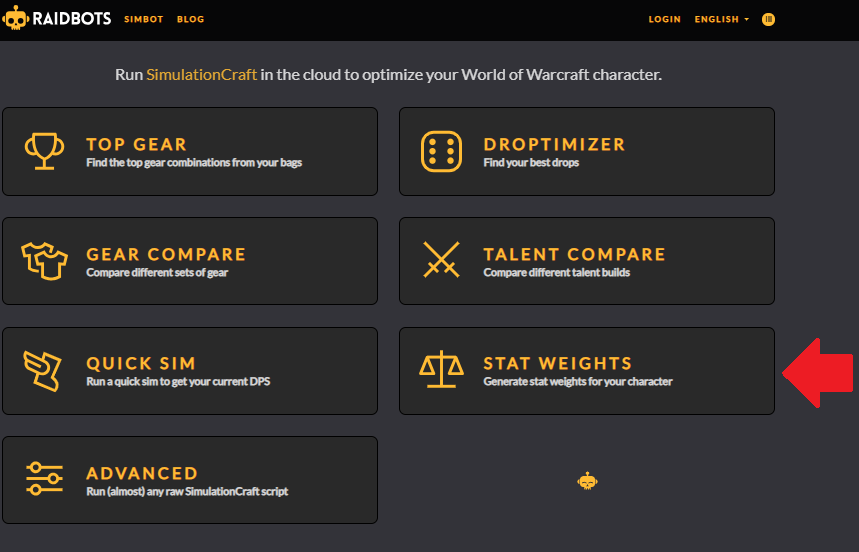 RAIDBOTS SIMBOT BLOG LOGIN ENGLISH
Run SimulationCraft in the cloud to optimize your World of Warcraft character.
TOP GEAR
Find the top gear combinations from your bags
DROPTIMIZER
Find your best drops
GEAR COMPARE
Compare different sets of gear
TALENT COMPARE
Compare different talent builds
QUICK SIM
Run a quick sim to get your current DPS
STAT WEIGHTS
Generate stat weights for your character
ADVANCED
Run (almost) any raw SimulationCraft script